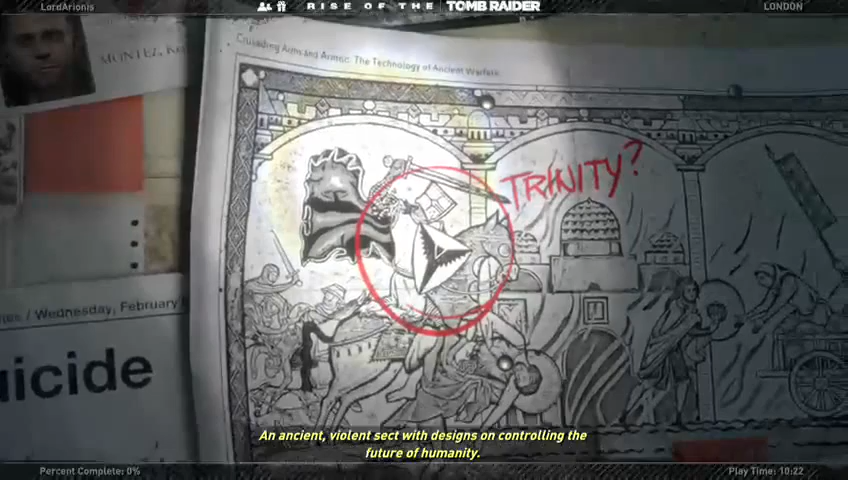 LordArionis
RISE OF THE TOMB RAIDER
LONDON
MONTEZ,
Crusading Arms and Armor: The Technology of Ancient Warfare
TRINITY?
/ Wednesday, February
uicide
An ancient, violent sect with designs on controlling the
future of humanity.
Percent Complete: 0%
Play Time: 10:22